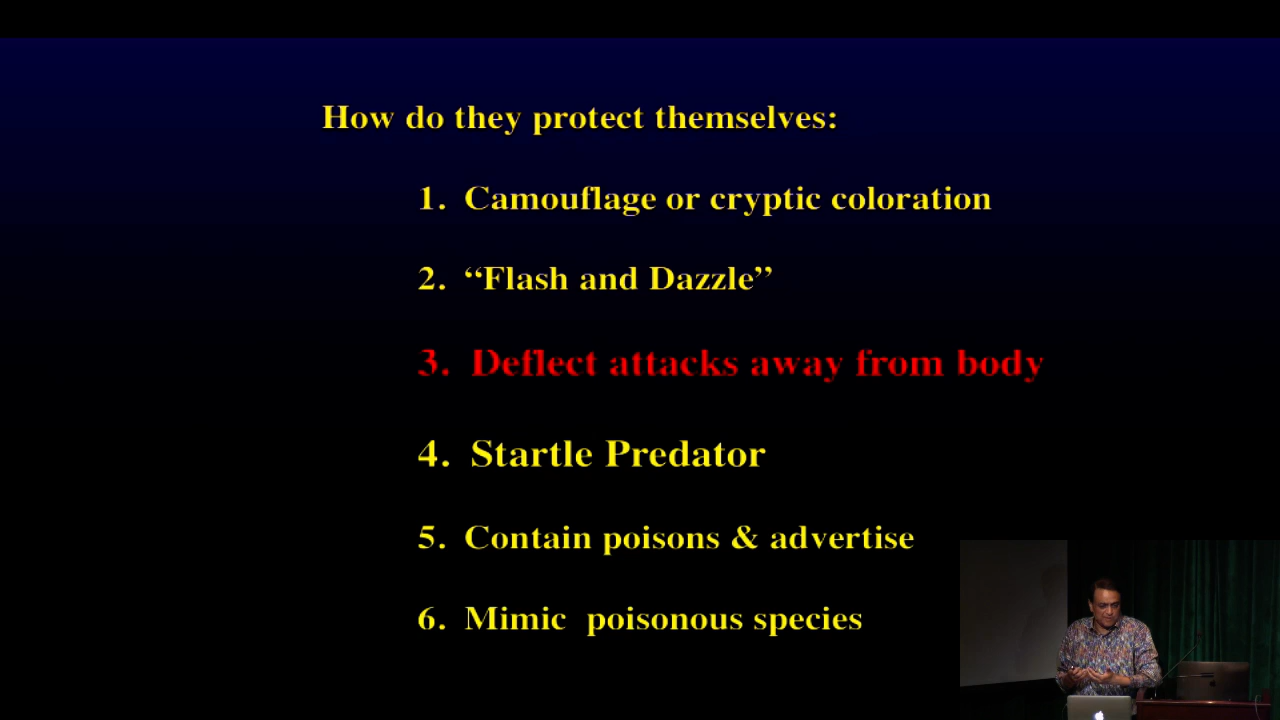 How do they protect themselves:
1. Camouflage or cryptic coloration
2. “Flash and Dazzle”
3. Deflect attacks away from body
4. Startle Predator
5. Contain poisons & advertise
6. Mimic poisonous species